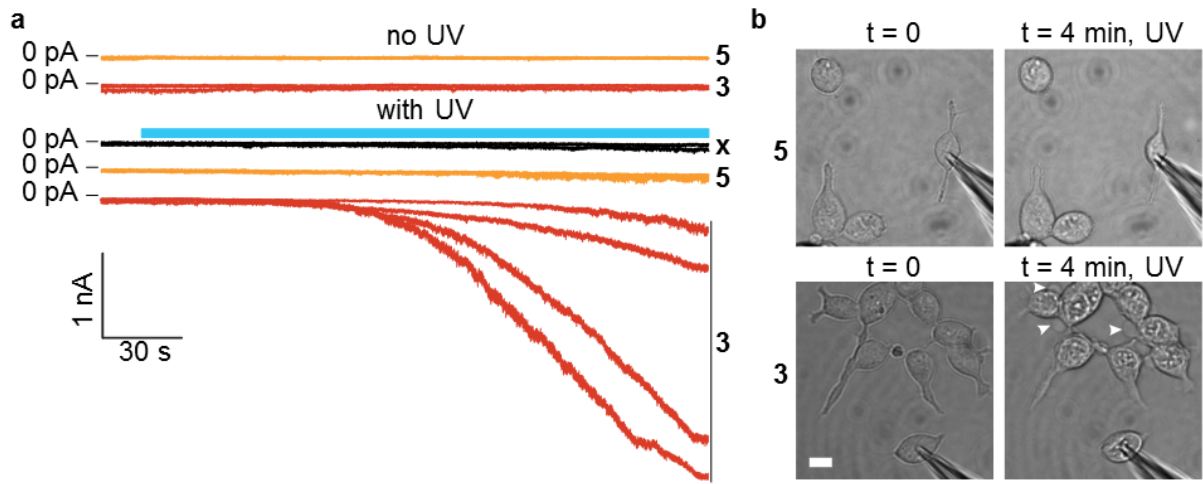 a
no UV
0 pA
5
0 pA
3
with UV
0 pA
x
0 pA
5
0 pA
3
1 nA
30 s
b
t = 0
t = 4 min, UV
5
t = 0
t = 4 min, UV
3